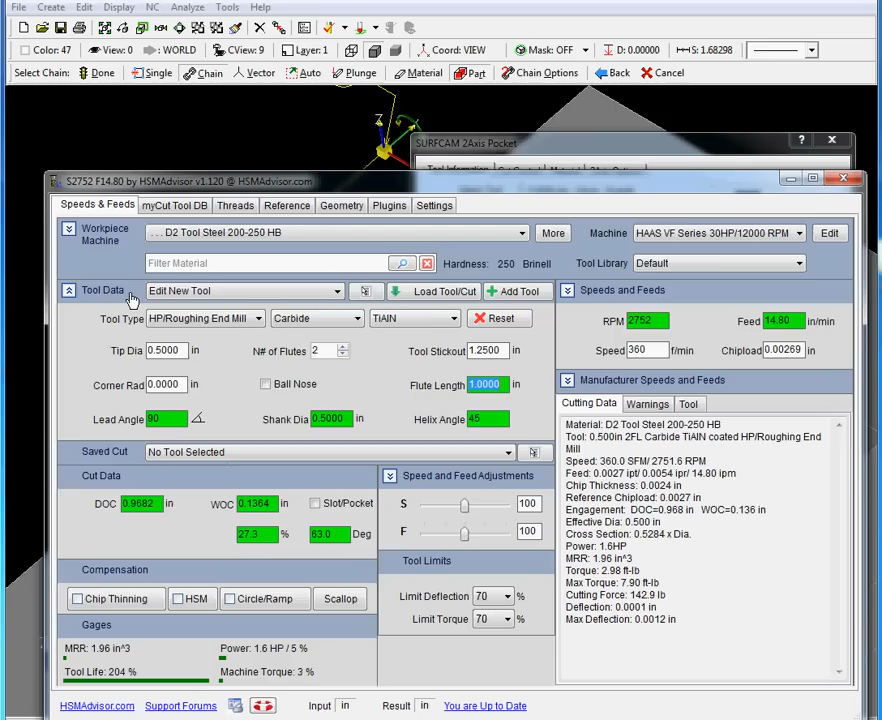 File Create Edit Display NC Analyze Tools Help
Color: 47 View: 0 : WORLD CView: 9 Layer: 1 Coord: VIEW Mask: OFF D: 0.00000 S: 1.68298
Select Chain: Done Single Chain Vector Auto Plunge Material Part Chain Options Back Cancel
Z
SURFCAM 2Axis Pocket
S2752 F14.80 by HSMAdvisor v1.120 @ HSMAdvisor.com
Speeds & Feeds myCut Tool DB Threads Reference Geometry Plugins Settings
Workpiece
Machine
. . . D2 Tool Steel 200-250 HB More Machine HAAS VF Series 30HP/12000 RPM Edit
Filter Material Hardness: 250 Brinell Tool Library Default
Tool Data Edit New Tool Load Tool/Cut Add Tool
Tool Type HP/Roughing End Mill Carbide TiAlN Reset
Tip Dia 0.5000 in N# of Flutes 2 Tool Stickout 1.2500 in
Corner Rad 0.0000 in Ball Nose Flute Length 1.0000 in
Lead Angle 90 Shank Dia 0.5000 in Helix Angle 45
Saved Cut No Tool Selected
Cut Data
DOC 0.9682 in WOC 0.1364 in Slot/Pocket
27.3 % 63.0 Deg
Compensation
Chip Thinning HSM Circle/Ramp Scallop
Gages
MRR: 1.96 in^3 Power: 1.6 HP / 5 %
Tool Life: 204 % Machine Torque: 3 %
Speed and Feed Adjustments
S 100
F 100
Tool Limits
Limit Deflection 70 %
Limit Torque 70 %
Speeds and Feeds
RPM 2752 Feed 14.80 in/min
Speed 360 f/min Chipload 0.00269 in
Manufacturer Speeds and Feeds
Cutting Data Warnings Tool
Material: D2 Tool Steel 200-250 HB
Tool: 0.500in 2FL Carbide TiAlN coated HP/Roughing End
Mill
Speed: 360.0 SFM/ 2751.6 RPM
Feed: 0.0027 ipt/ 0.0054 ipr/ 14.80 ipm
Chip Thickness: 0.0024 in
Reference Chipload: 0.0027 in
Engagement: DOC=0.968 in WOC=0.136 in
Effective Dia: 0.500 in
Cross Section: 0.5284 x Dia.
Power: 1.6HP
MRR: 1.96 in^3
Torque: 2.98 ft-lb
Max Torque: 7.90 ft-lb
Cutting Force: 142.9 lb
Deflection: 0.0001 in
Max Deflection: 0.0012 in
HSMAdvisor.com Support Forums Input in Result in You are Up to Date